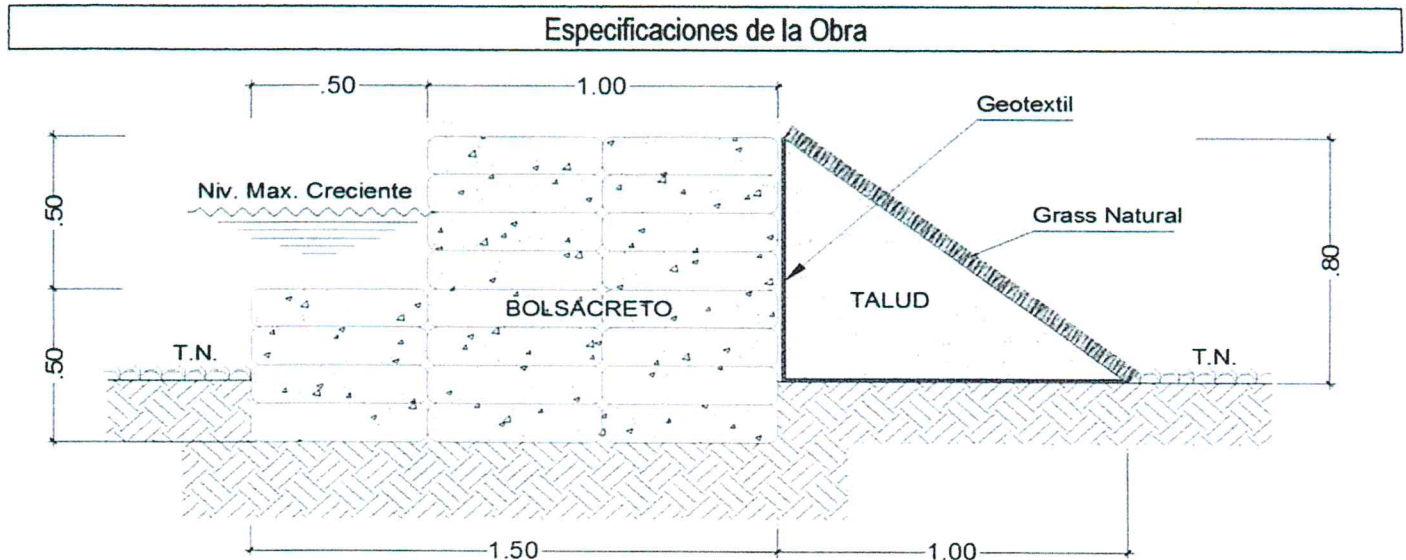 Especificaciones de la Obra
.50
1.00
Geotextil
Niv. Max. Creciente
.50
Grass Natural
.80
BOLSACRETO
TALUD
.50
T.N.
T.N.
1.50
1.00